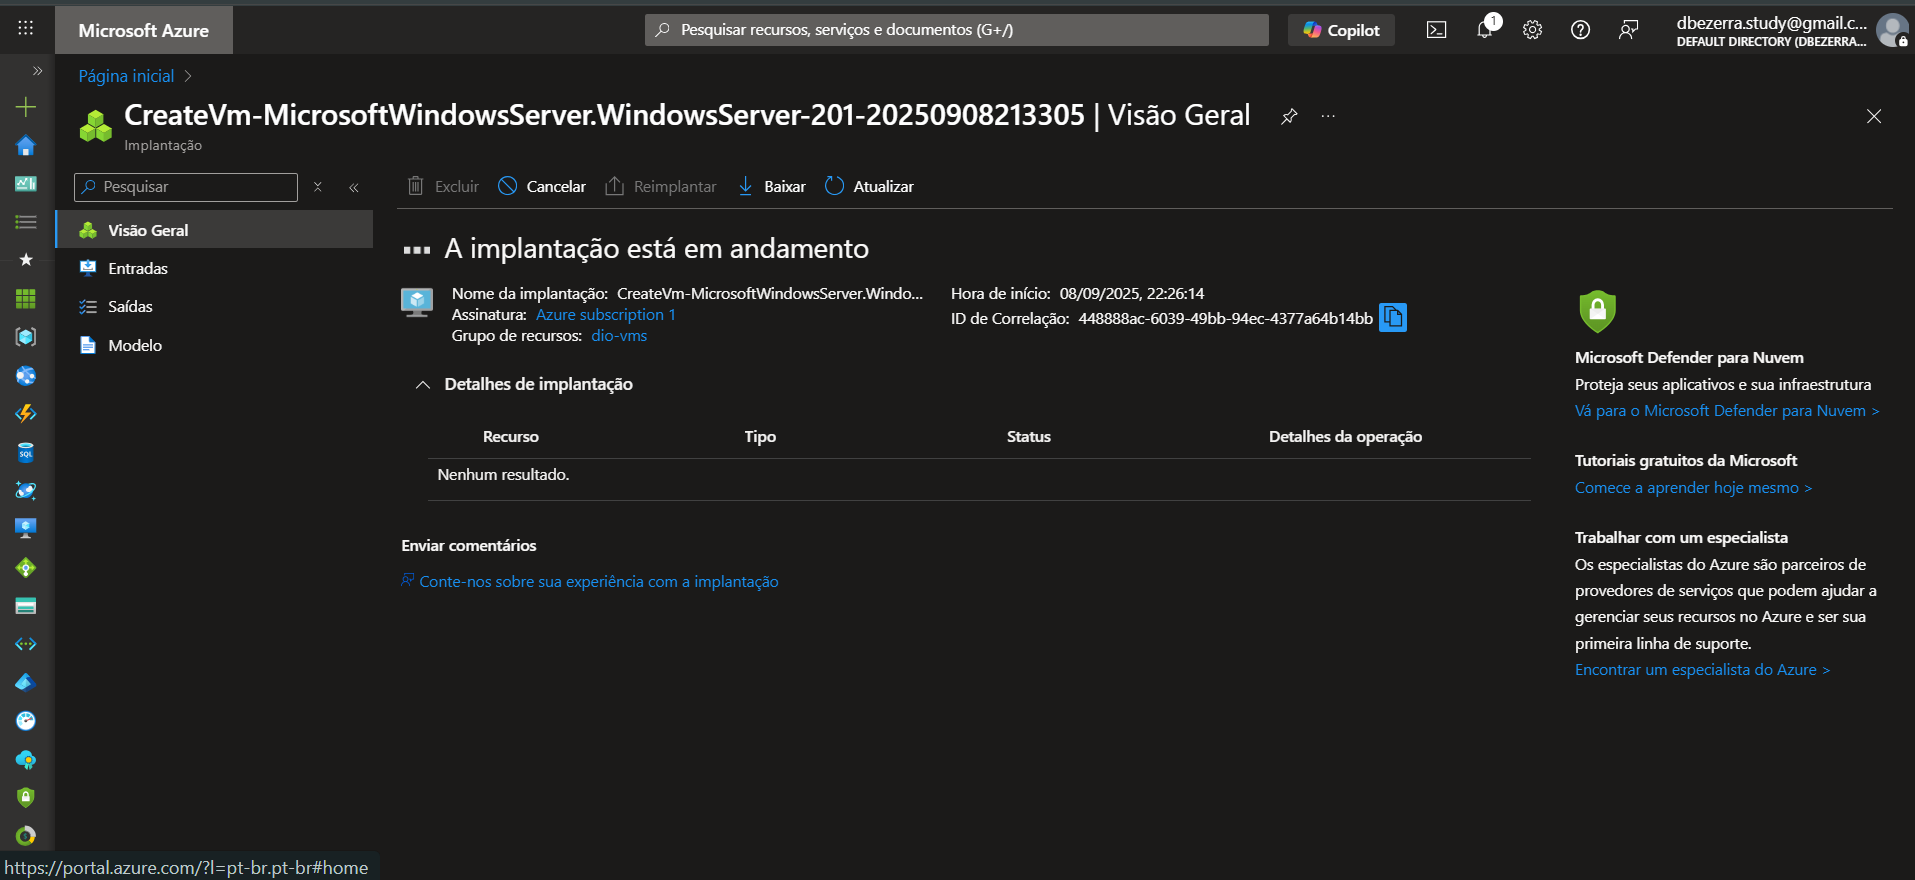 Microsoft Azure
Pesquisar recursos, serviços e documentos (G+/)
Copilot
1
dbezerra.study@gmail.c...
DEFAULT DIRECTORY (DBEZERRA...
Página inicial
CreateVm-MicrosoftWindowsServer.WindowsServer-201-20250908213305 | Visão Geral
Implantação
Pesquisar
Excluir
Cancelar
Reimplantar
Baixar
Atualizar
Visão Geral
Entradas
Saídas
Modelo
A implantação está em andamento
Nome da implantação: CreateVm-MicrosoftWindowsServer.Windo...
Assinatura: Azure subscription 1
Grupo de recursos: dio-vms
Hora de início: 08/09/2025, 22:26:14
ID de Correlação: 448888ac-6039-49bb-94ec-4377a64b14bb
Detalhes de implantação
Recurso Tipo Status Detalhes da operação
Nenhum resultado.
Enviar comentários
Conte-nos sobre sua experiência com a implantação
Microsoft Defender para Nuvem
Proteja seus aplicativos e sua infraestrutura
Vá para o Microsoft Defender para Nuvem >
Tutoriais gratuitos da Microsoft
Comece a aprender hoje mesmo >
Trabalhar com um especialista
Os especialistas do Azure são parceiros de
provedores de serviços que podem ajudar a
gerenciar seus recursos no Azure e ser sua
primeira linha de suporte.
Encontrar um especialista do Azure >
SQL
https://portal.azure.com/?l=pt-br.pt-br#home